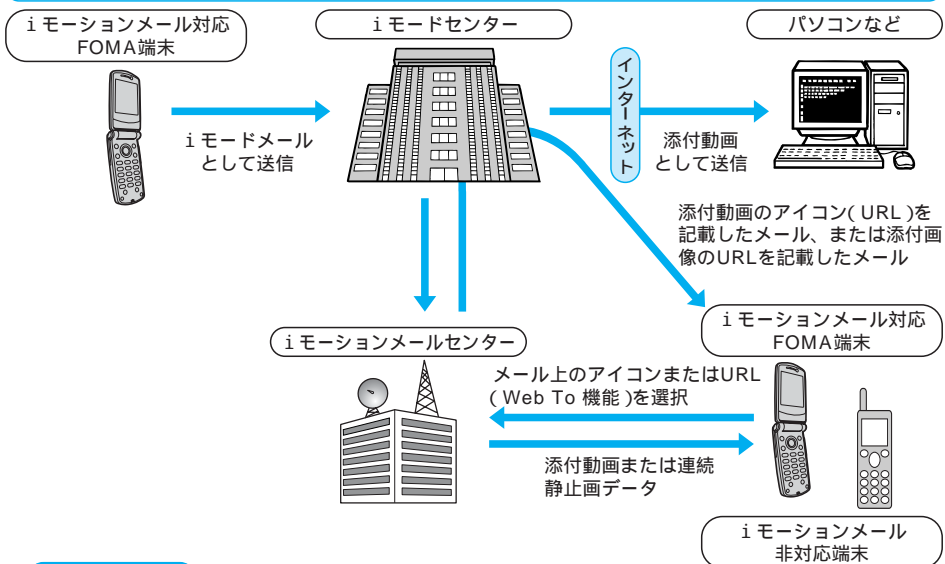 ｉモーションメール対応
FOMA端末
ｉモードセンター
パソコンなど
インターネット
ｉモードメール
として送信
添付動画
として送信
添付動画のアイコン(URL)を
記載したメール、または添付画
像のURLを記載したメール
ｉモーションメール対応
FOMA端末
ｉモーションメールセンター
メール上のアイコンまたはURL
(Web To 機能)を選択
添付動画または連続
静止画データ
ｉモーションメール
非対応端末